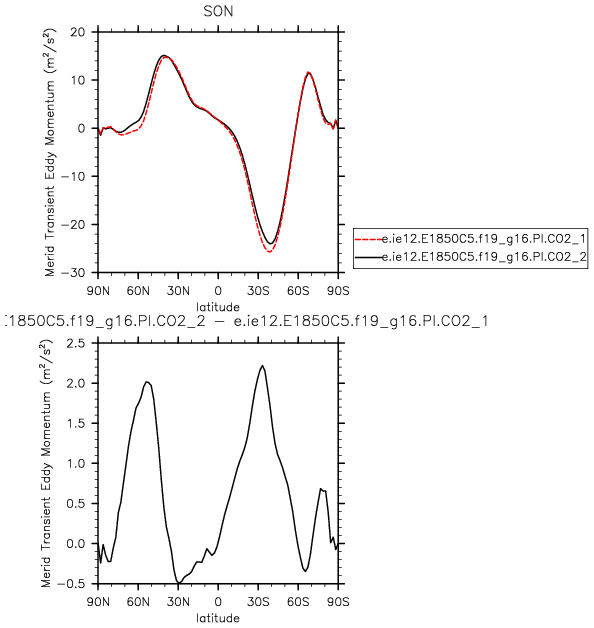 SON
Merid Transient Eddy Momentum (m²/s²)
20
10
0
−10
−20
−30
90N 60N 30N 0 30S 60S 90S
latitude
e.ie12.E1850C5.f19_g16.PI.CO2_1
e.ie12.E1850C5.f19_g16.PI.CO2_2
:1850C5.f19_g16.PI.CO2_2 − e.ie12.E1850C5.f19_g16.PI.CO2_1
Merid Transient Eddy Momentum (m²/s²)
2.5
2.0
1.5
1.0
0.5
0.0
−0.5
90N 60N 30N 0 30S 60S 90S
latitude